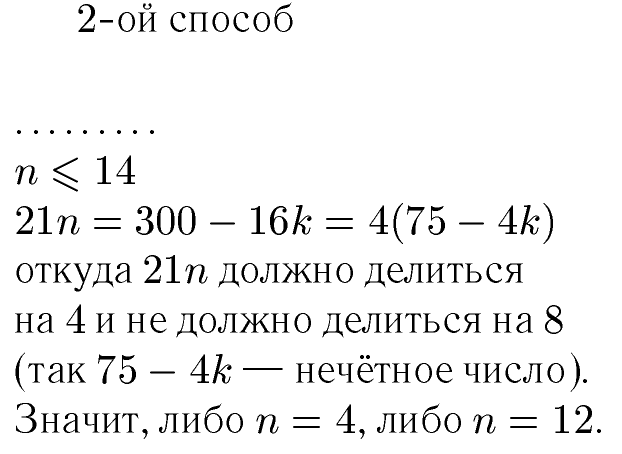 2-ой способ
.........
n ⩽ 14
21n = 300 − 16k = 4(75 − 4k)
откуда 21n должно делиться
на 4 и не должно делиться на 8
(так 75 − 4k — нечётное число).
Значит, либо n = 4, либо n = 12.